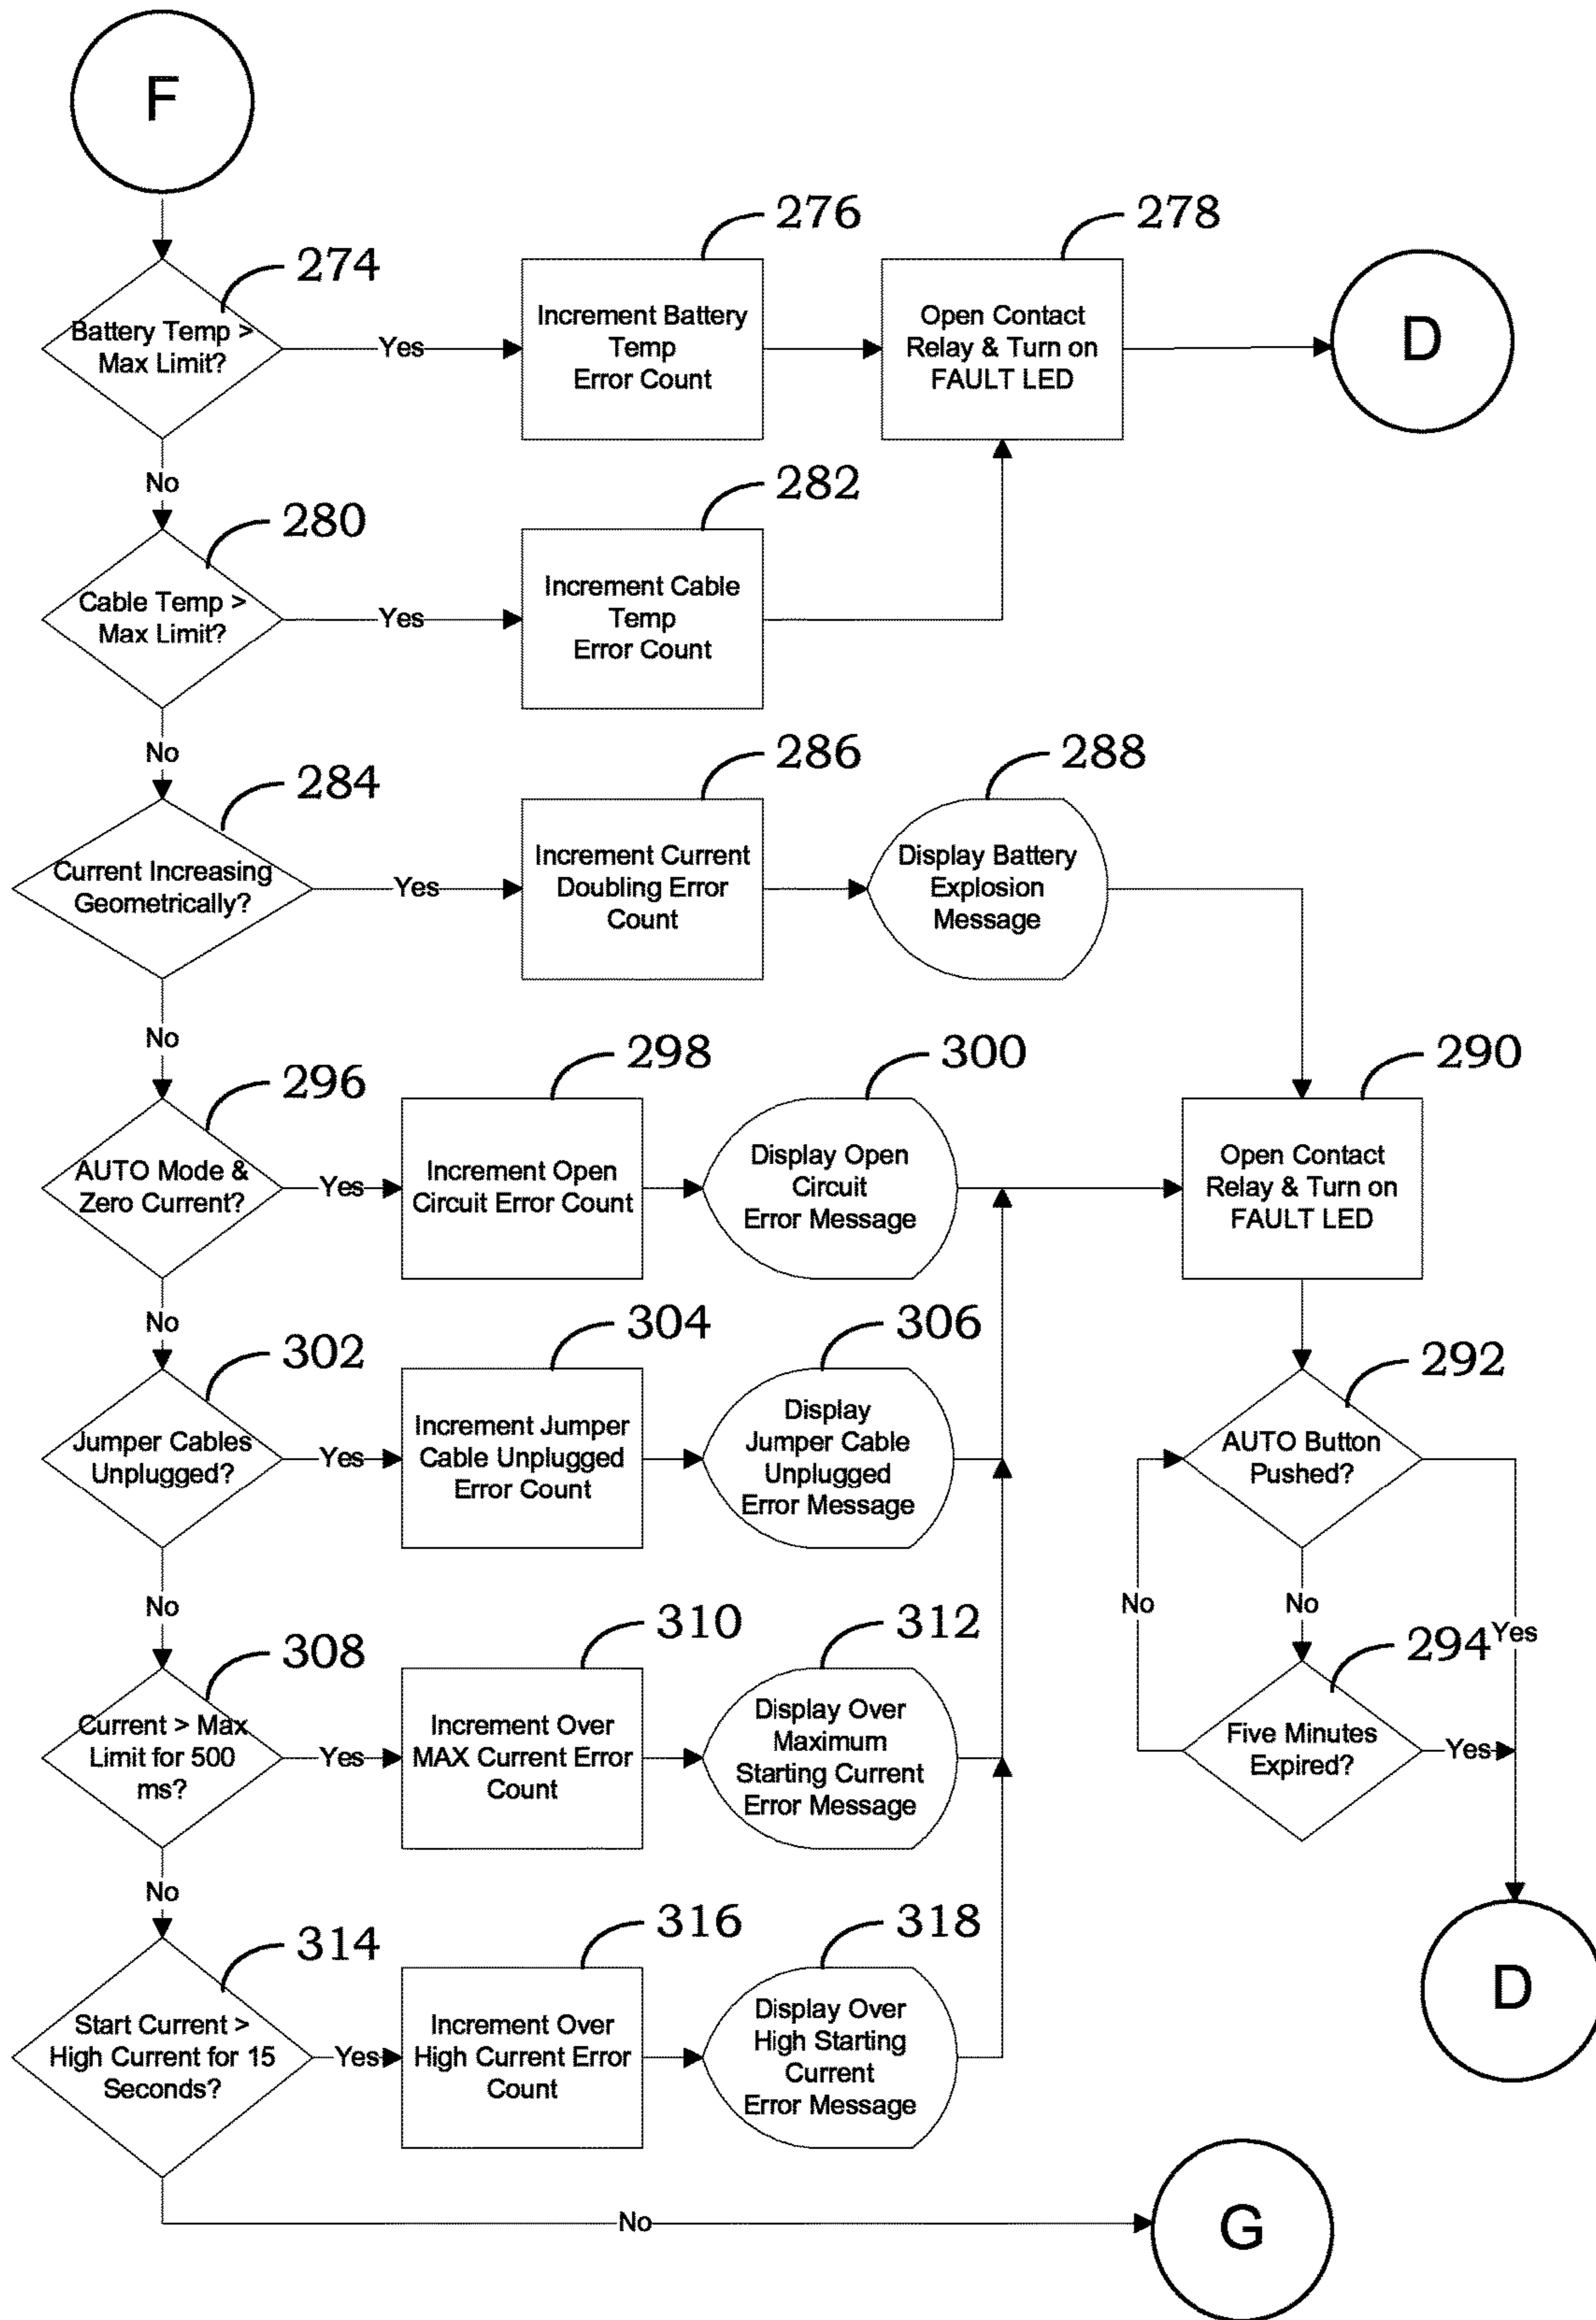 F
276
278
274
Battery Temp >
Max Limit?
Yes
Increment Battery
Temp
Error Count
Open Contact
Relay & Turn on
FAULT LED
D
No
280
282
Cable Temp >
Max Limit?
Yes
Increment Cable
Temp
Error Count
No
284
286
288
Current Increasing
Geometrically?
Yes
Increment Current
Doubling Error
Count
Display Battery
Explosion
Message
No
296
298
300
290
AUTO Mode &
Zero Current?
Yes
Increment Open
Circuit Error Count
Display Open
Circuit
Error Message
Open Contact
Relay & Turn on
FAULT LED
No
302
304
306
292
Jumper Cables
Unplugged?
Yes
Increment Jumper
Cable Unplugged
Error Count
Display
Jumper Cable
Unplugged
Error Message
AUTO Button
Pushed?
No
No
No
Yes
308
310
312
294
Current > Max
Limit for 500
ms?
Yes
Increment Over
MAX Current Error
Count
Display Over
Maximum
Starting Current
Error Message
Five Minutes
Expired?
Yes
No
314
316
318
Start Current >
High Current for 15
Seconds?
Yes
Increment Over
High Current Error
Count
Display Over
High Starting
Current
Error Message
D
No
G